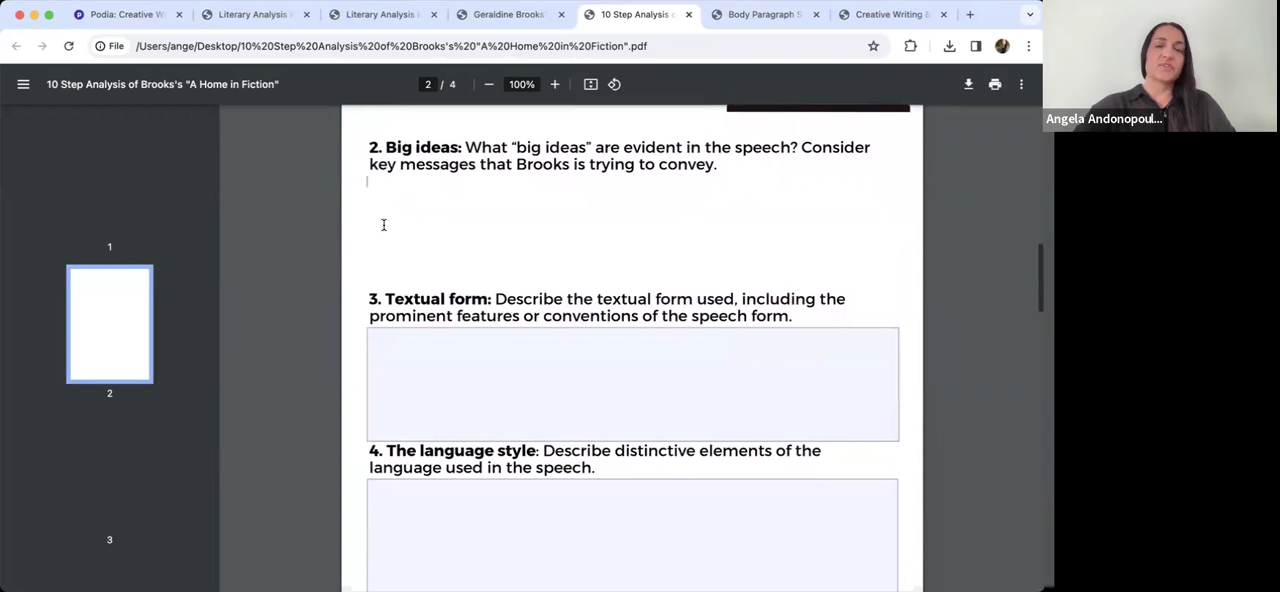 Podia: Creative W
Literary Analysis
Literary Analysis
Geraldine Brooks'
10 Step Analysis o
Body Paragraph S
Creative Writing &
File
/Users/ange/Desktop/10%20Step%20Analysis%20of%20Brooks's%20"A%20Home%20in%20Fiction".pdf
10 Step Analysis of Brooks's "A Home in Fiction"
2 / 4
100%
Angela Andonopoul...
2. Big ideas: What “big ideas” are evident in the speech? Consider
key messages that Brooks is trying to convey.
1
3. Textual form: Describe the textual form used, including the
prominent features or conventions of the speech form.
2
4. The language style: Describe distinctive elements of the
language used in the speech.
3